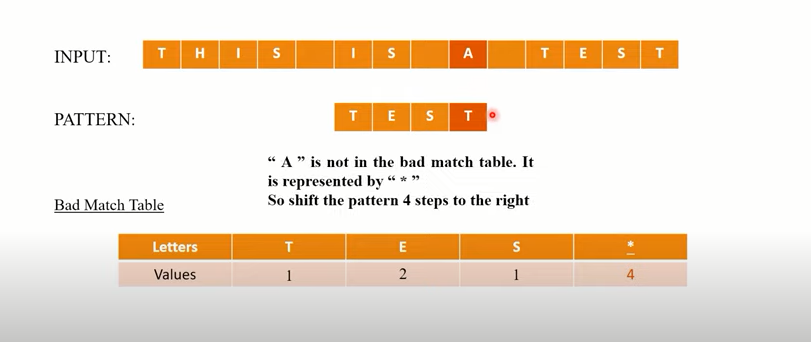 INPUT: T H I S I S A T E S T
PATTERN: T E S T
“ A ” is not in the bad match table. It
is represented by “ * ”
So shift the pattern 4 steps to the right
Bad Match Table
Letters T E S *
Values 1 2 1 4